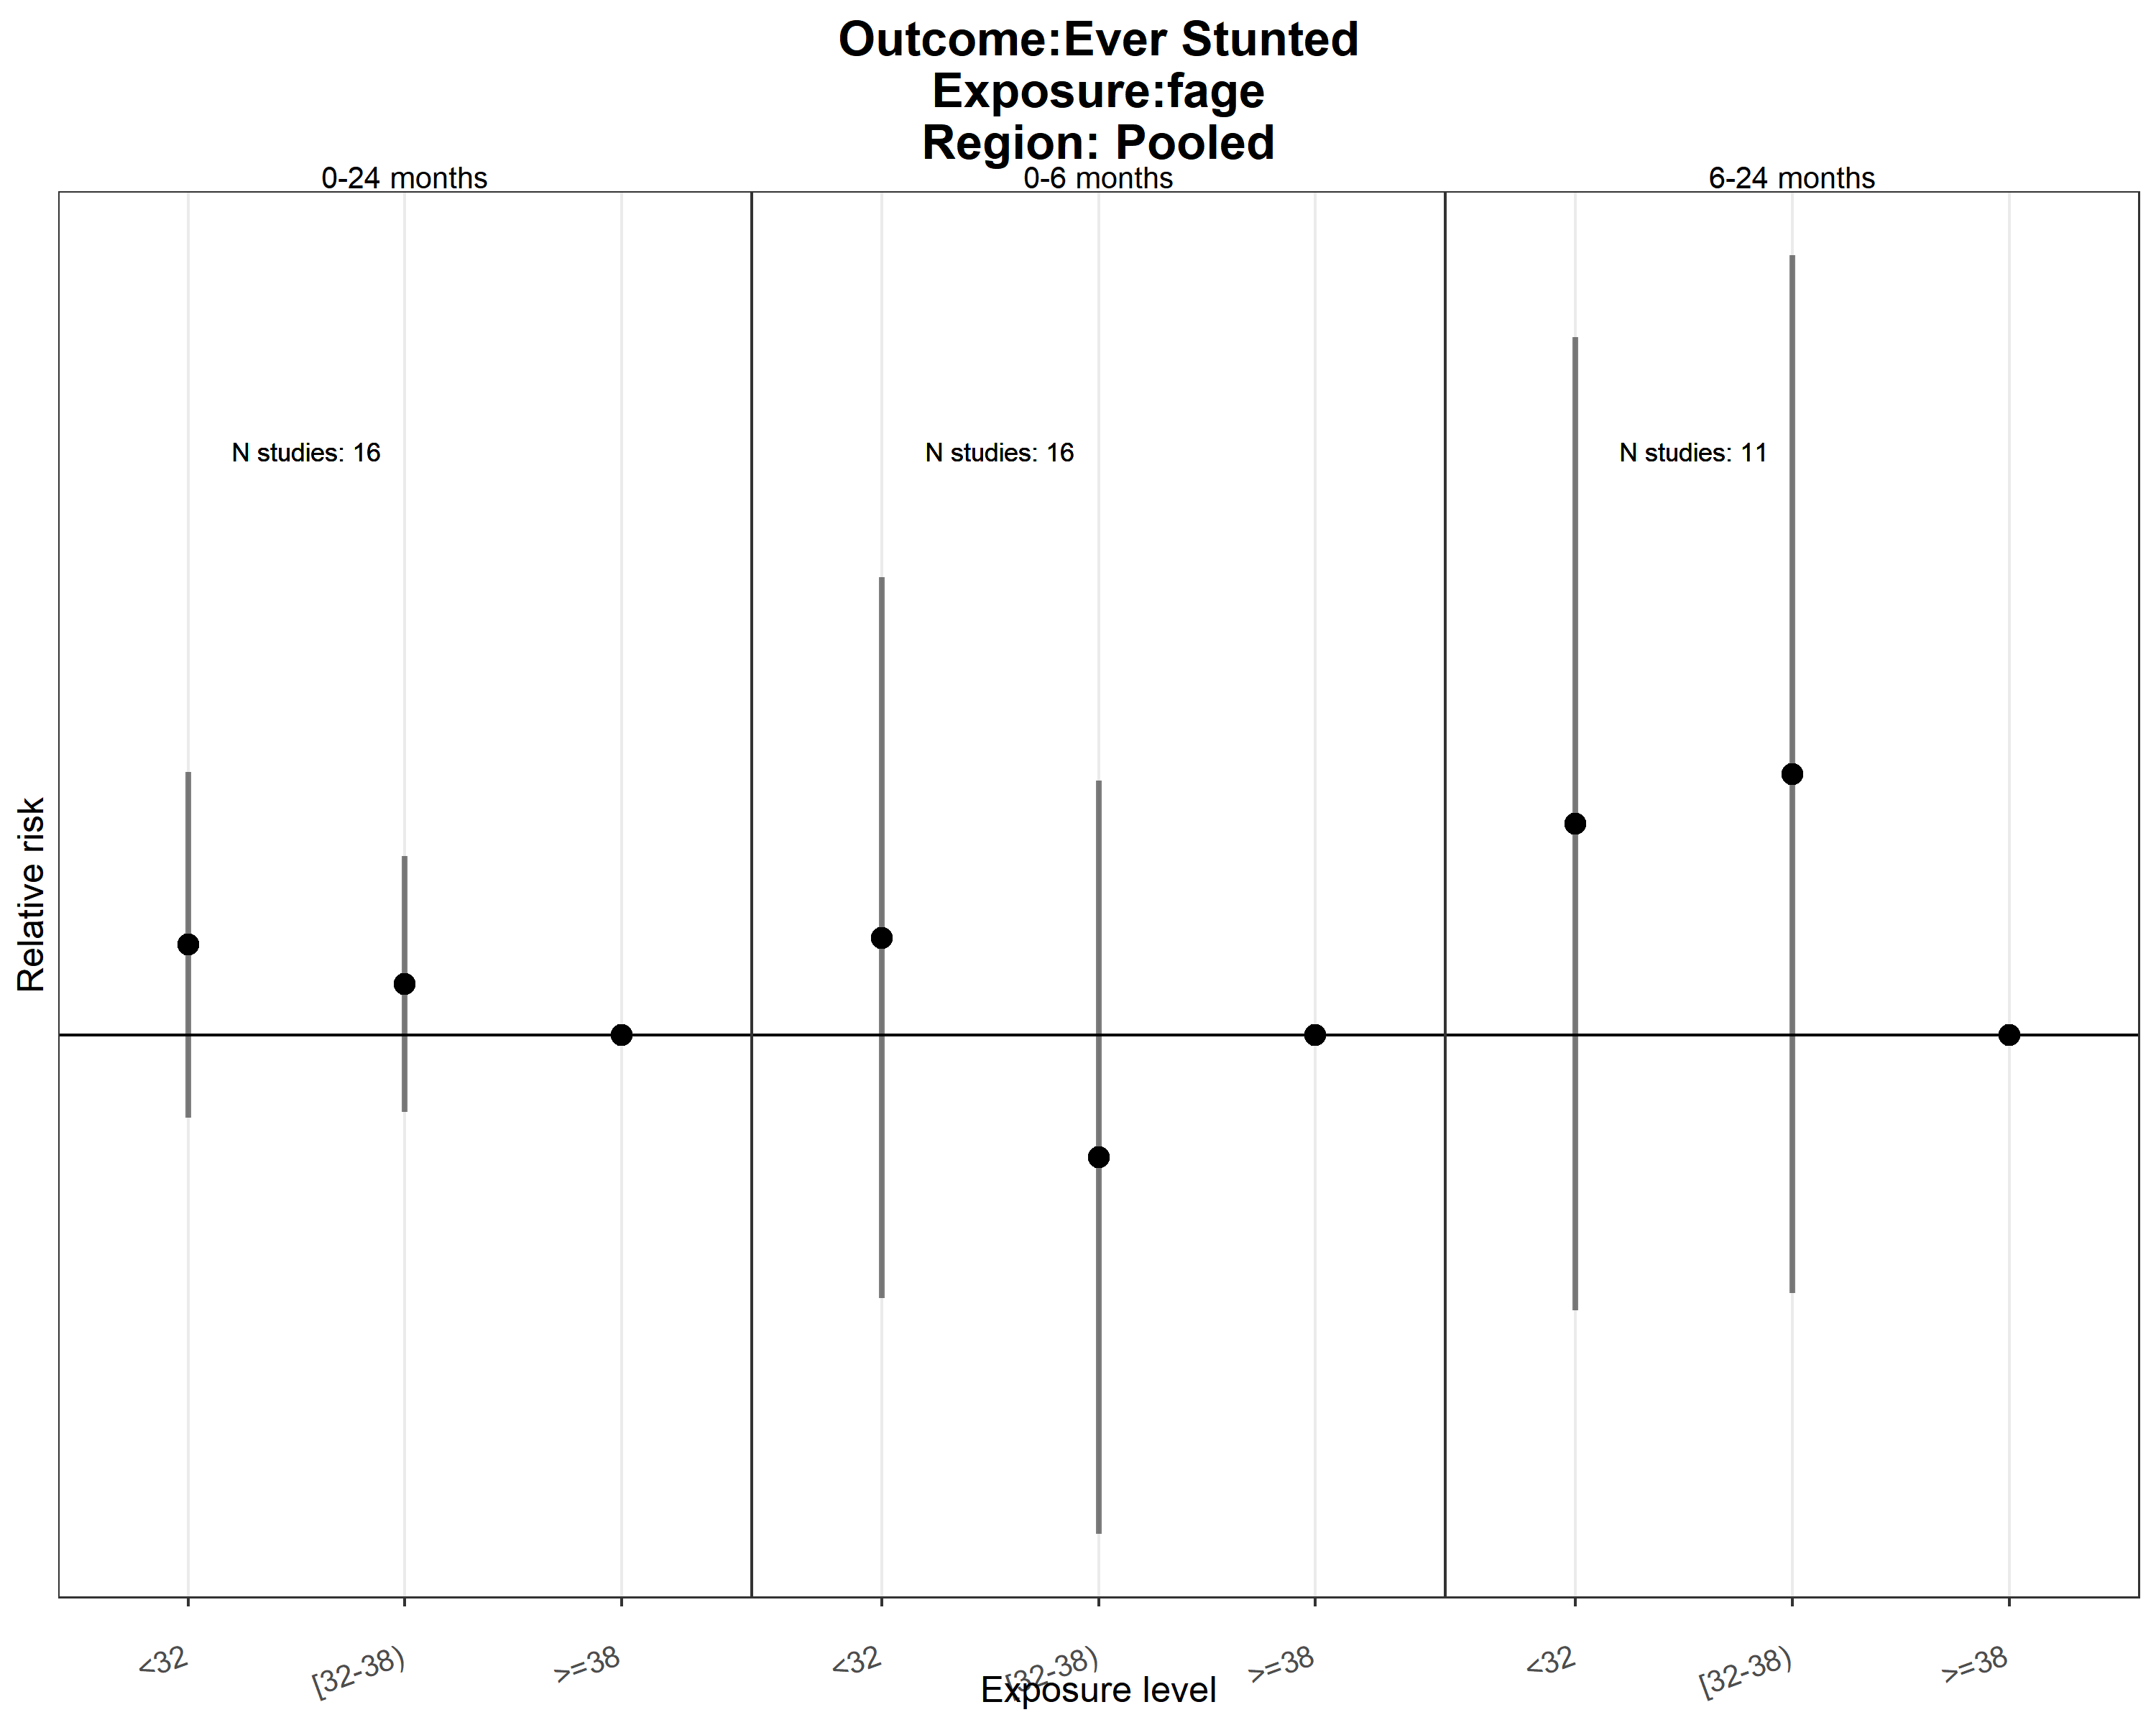 Outcome:Ever Stunted
Exposure:fage
Region: Pooled
0-24 months
0-6 months
6-24 months
N studies: 16
N studies: 16
N studies: 11
Relative risk
<32
[32-38)
>=38
<32
[32-38)
>=38
<32
[32-38)
>=38
Exposure level